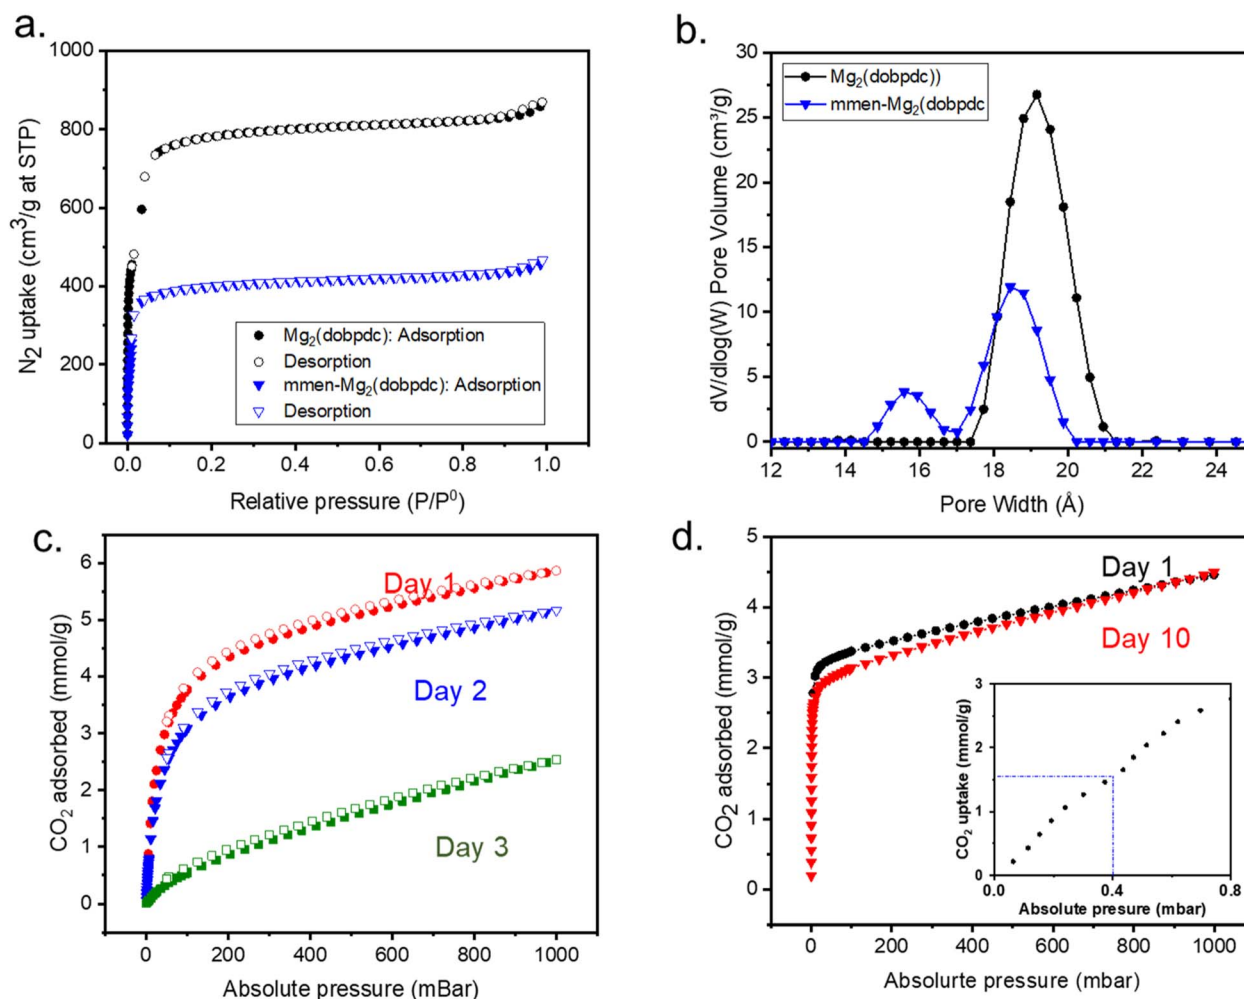 a.
1000
800
600
400
200
0
N2 uptake (cm³/g at STP)
Mg2(dobpdc): Adsorption
Desorption
mmen-Mg2(dobpdc): Adsorption
Desorption
0.0 0.2 0.4 0.6 0.8 1.0
Relative pressure (P/P⁰)
b.
30
25
20
15
10
5
0
dV/dlog(W) Pore Volume (cm³/g)
Mg2(dobpdc))
mmen-Mg2(dobpdc
12 14 16 18 20 22 24
Pore Width (Å)
c.
6
5
4
3
2
1
0
CO2 adsorbed (mmol/g)
Day 1
Day 2
Day 3
0 200 400 600 800 1000
Absolute pressure (mBar)
d.
5
4
3
2
1
0
CO2 adsorbed (mmol/g)
Day 1
Day 10
3
2
1
0
CO2 uptake (mmol/g)
0.0 0.4 0.8
Absolute presure (mbar)
0 200 400 600 800 1000
Absolurte pressure (mbar)